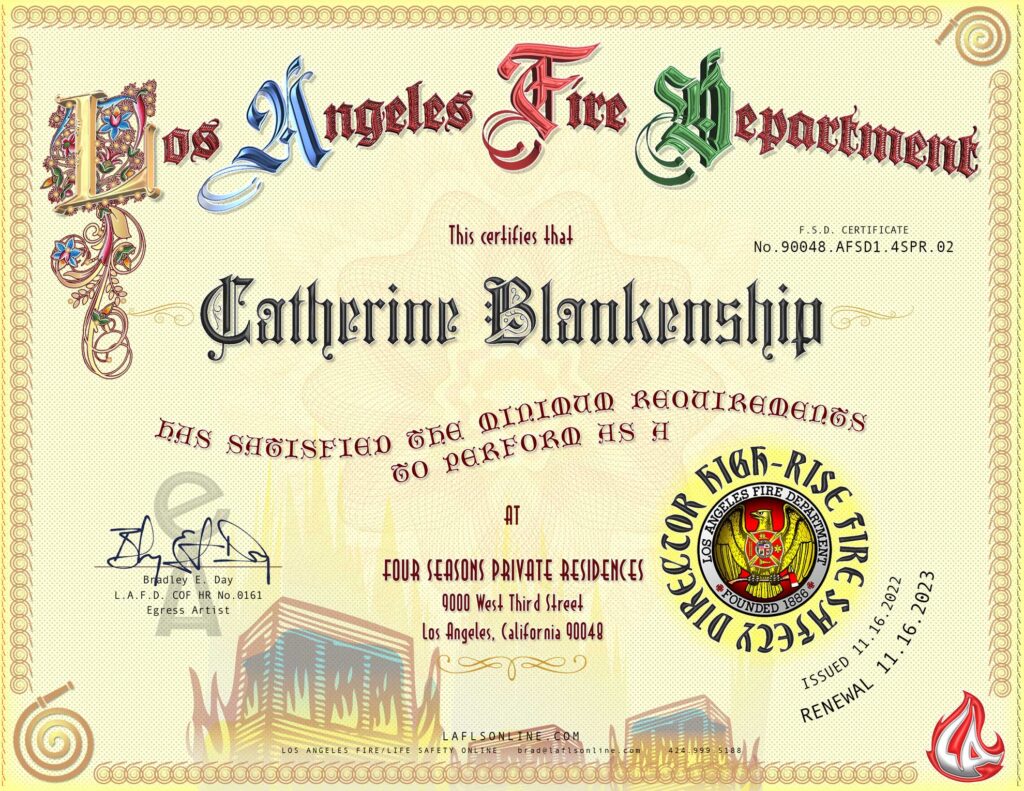 Los Angeles Fire Department
This certifies that
F.S.D. CERTIFICATE
No.90048.AFSD1.4SPR.02
Catherine Blankenship
HAS SATISFIED THE MINIMUM REQUIREMENTS
TO PERFORM AS A
HIGH-RISE FIRE SAFETY DIRECTOR
LOS ANGELES FIRE DEPARTMENT
FOUNDED 1886
AT
FOUR SEASONS PRIVATE RESIDENCES
9000 West Third Street
Los Angeles, California 90048
eA
Bradley E. Day
L.A.F.D. COF HR No.0161
Egress Artist
ISSUED 11.16.2022
RENEWAL 11.16.2023
LAFLSONLINE.COM
LOS ANGELES FIRE/LIFE SAFETY ONLINE brad@laflsonline.com 424.999.5188
LA